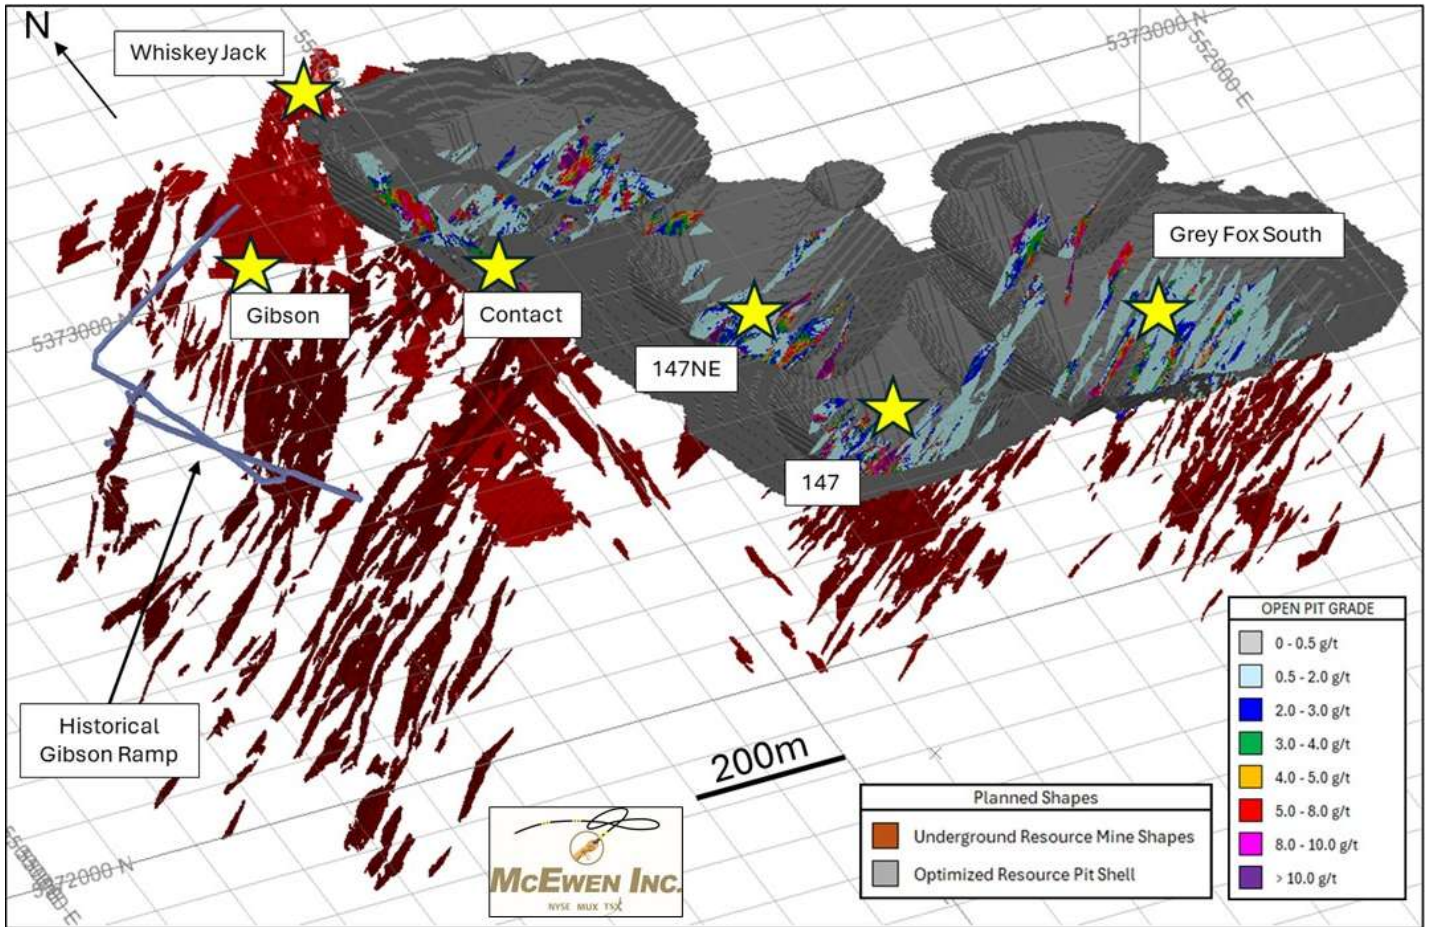 N
Whiskey Jack
5373000 N
552000 E
Grey Fox South
5373000 N
Gibson
Contact
147NE
147
Historical
Gibson Ramp
200m
OPEN PIT GRADE
0 - 0.5 g/t
0.5 - 2.0 g/t
2.0 - 3.0 g/t
3.0 - 4.0 g/t
4.0 - 5.0 g/t
5.0 - 8.0 g/t
8.0 - 10.0 g/t
> 10.0 g/t
Planned Shapes
Underground Resource Mine Shapes
Optimized Resource Pit Shell
MCEWEN INC.
NYSE MUX TSX